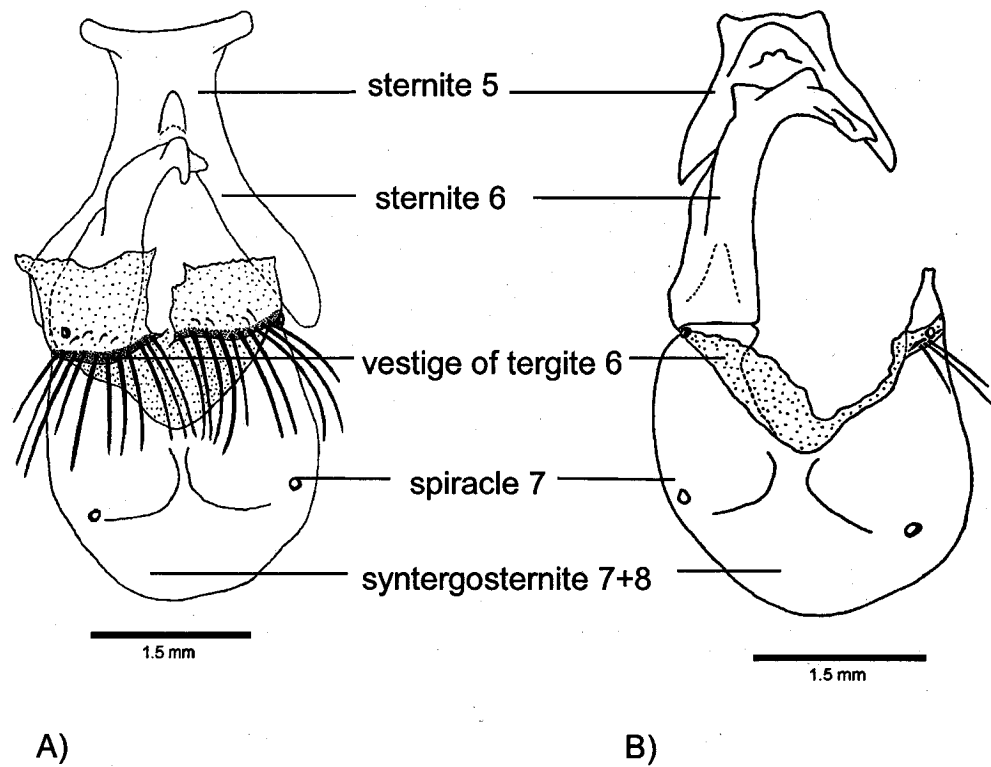 sternite 5
sternite 6
vestige of tergite 6
spiracle 7
syntergosternite 7+8
1.5 mm
1.5 mm
A)
B)